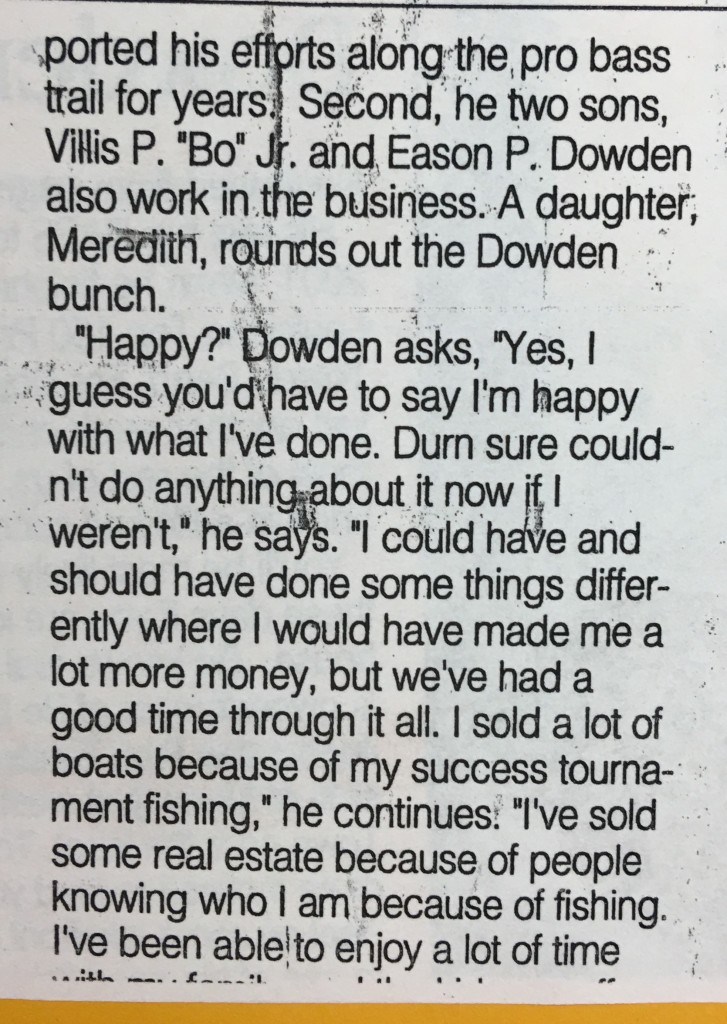 ported his efforts along the pro bass
trail for years. Second, he two sons,
Villis P. "Bo" Jr. and Eason P. Dowden
also work in the business. A daughter,
Meredith, rounds out the Dowden
bunch.
"Happy?" Dowden asks, "Yes, I
guess you'd have to say I'm happy
with what I've done. Durn sure could-
n't do anything about it now if I
weren't," he says. "I could have and
should have done some things differ-
ently where I would have made me a
lot more money, but we've had a
good time through it all. I sold a lot of
boats because of my success tourna-
ment fishing," he continues. "I've sold
some real estate because of people
knowing who I am because of fishing.
I've been able to enjoy a lot of time